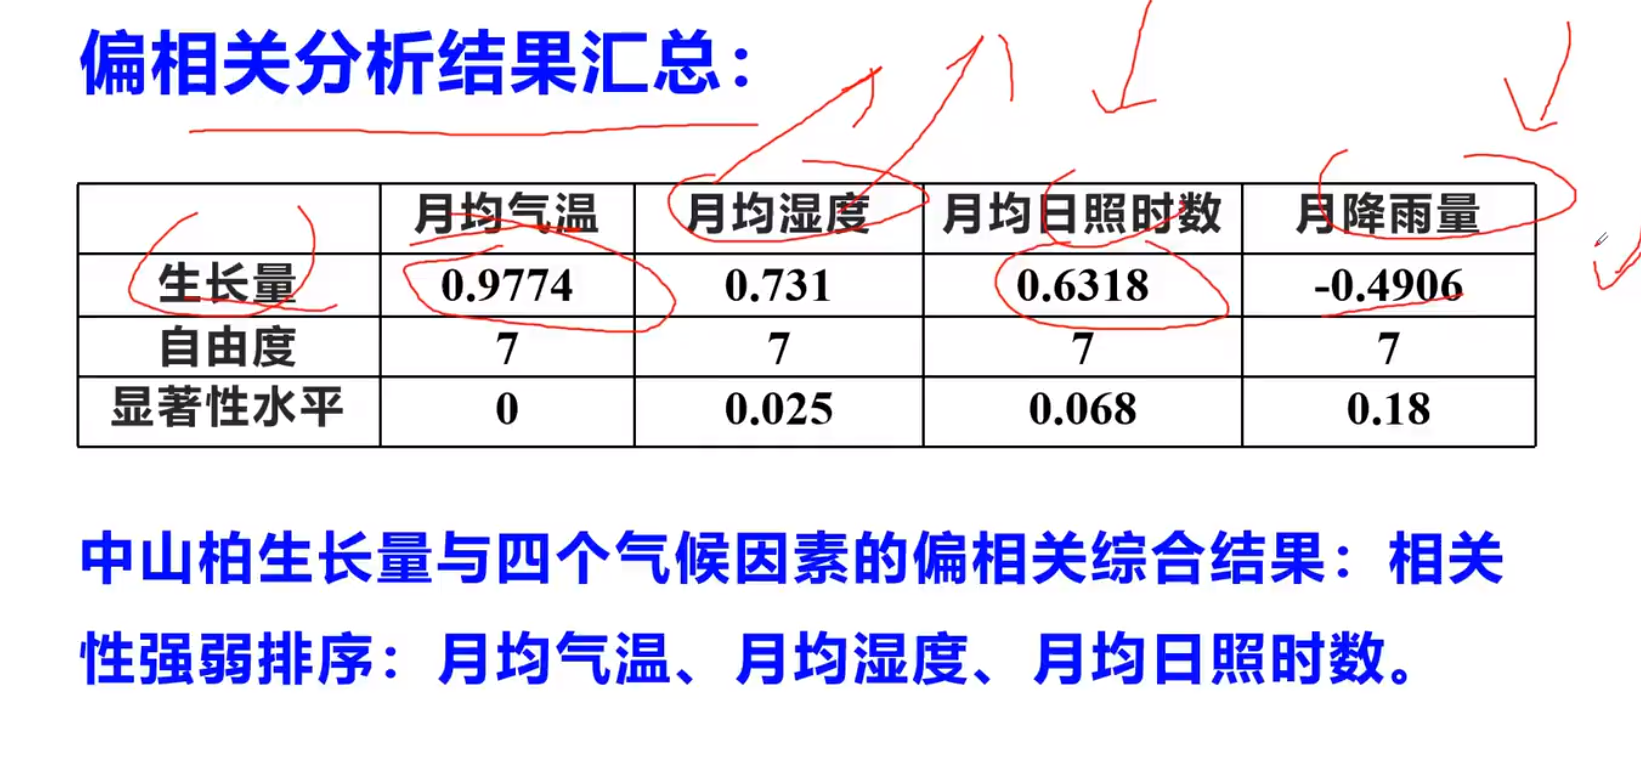 偏相关分析结果汇总：
月均气温 月均湿度 月均日照时数 月降雨量
生长量 0.9774 0.731 0.6318 -0.4906
自由度 7 7 7 7
显著性水平 0 0.025 0.068 0.18
中山柏生长量与四个气候因素的偏相关综合结果：相关
性强弱排序：月均气温、月均湿度、月均日照时数。